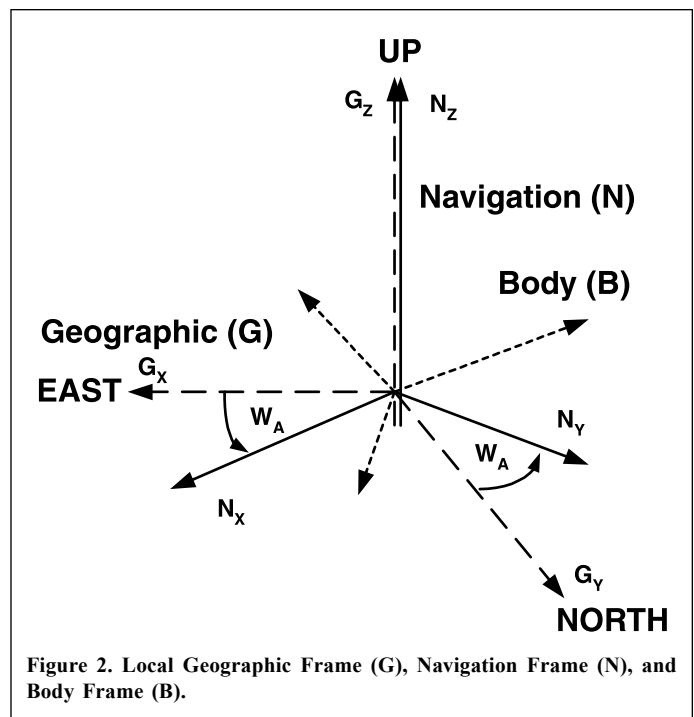 UP
G_Z
N_Z
Navigation (N)
Body (B)
Geographic (G)
G_X
EAST
W_A
N_Y
W_A
N_X
G_Y
NORTH
Figure 2. Local Geographic Frame (G), Navigation Frame (N), and
Body Frame (B).